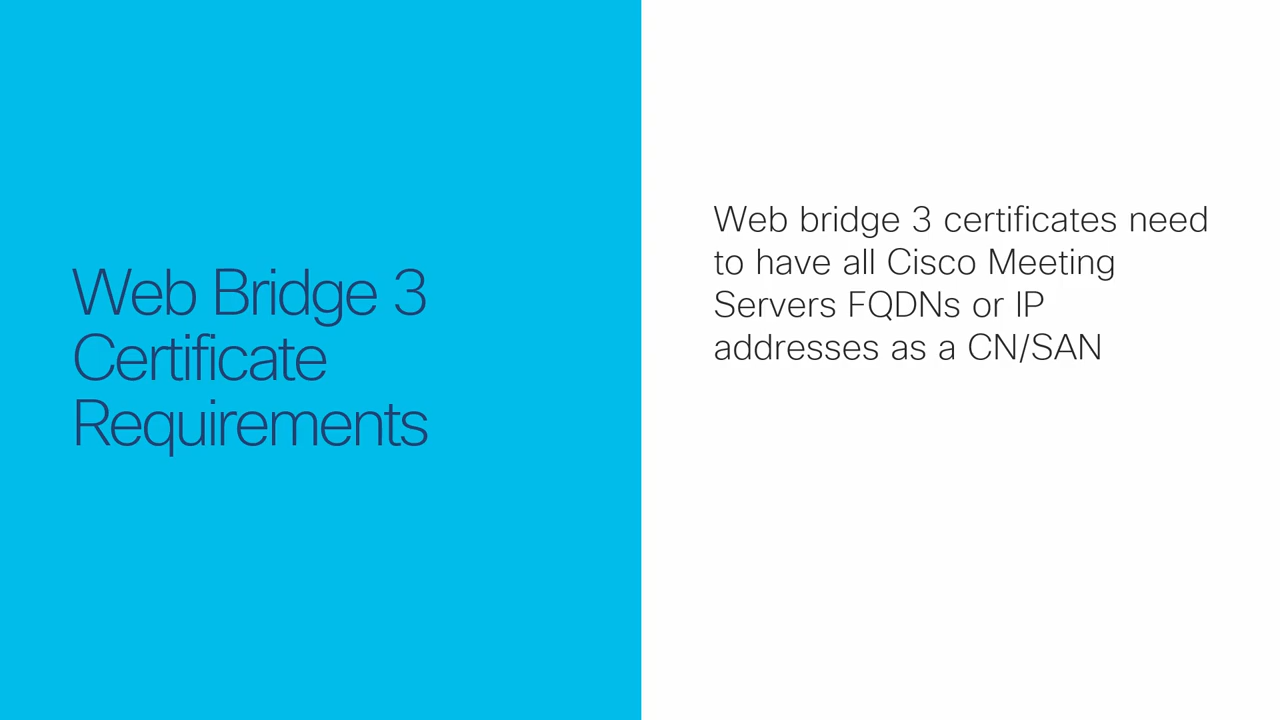 Web Bridge 3
Certificate
Requirements
Web bridge 3 certificates need
to have all Cisco Meeting
Servers FQDNs or IP
addresses as a CN/SAN